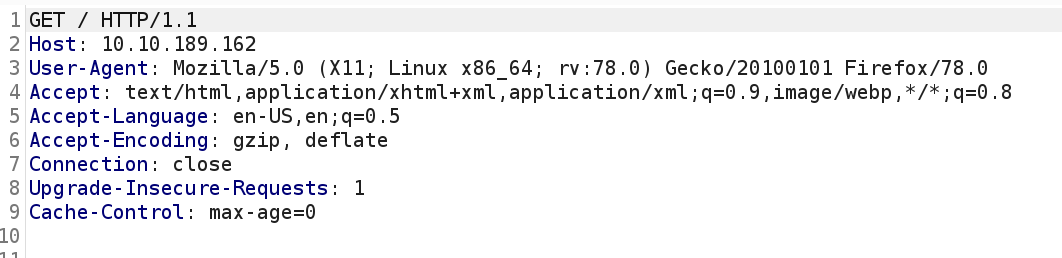 1 GET / HTTP/1.1
2 Host: 10.10.189.162
3 User-Agent: Mozilla/5.0 (X11; Linux x86_64; rv:78.0) Gecko/20100101 Firefox/78.0
4 Accept: text/html,application/xhtml+xml,application/xml;q=0.9,image/webp,*/*;q=0.8
5 Accept-Language: en-US,en;q=0.5
6 Accept-Encoding: gzip, deflate
7 Connection: close
8 Upgrade-Insecure-Requests: 1
9 Cache-Control: max-age=0
10
11